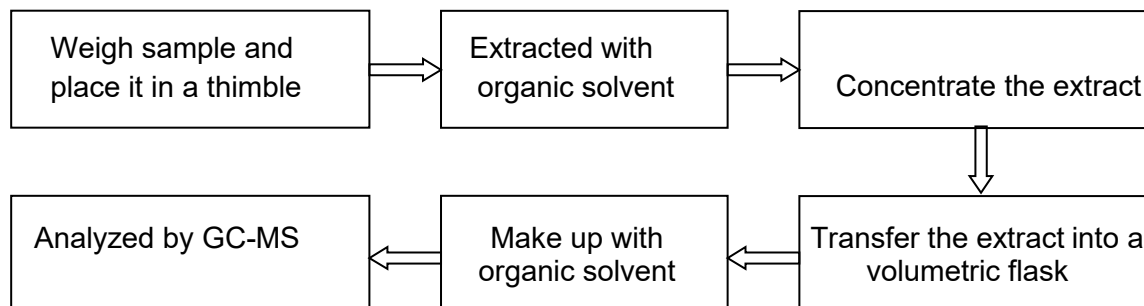 Weigh sample and
place it in a thimble
Extracted with
organic solvent
Concentrate the extract
Transfer the extract into a
volumetric flask
Make up with
organic solvent
Analyzed by GC-MS